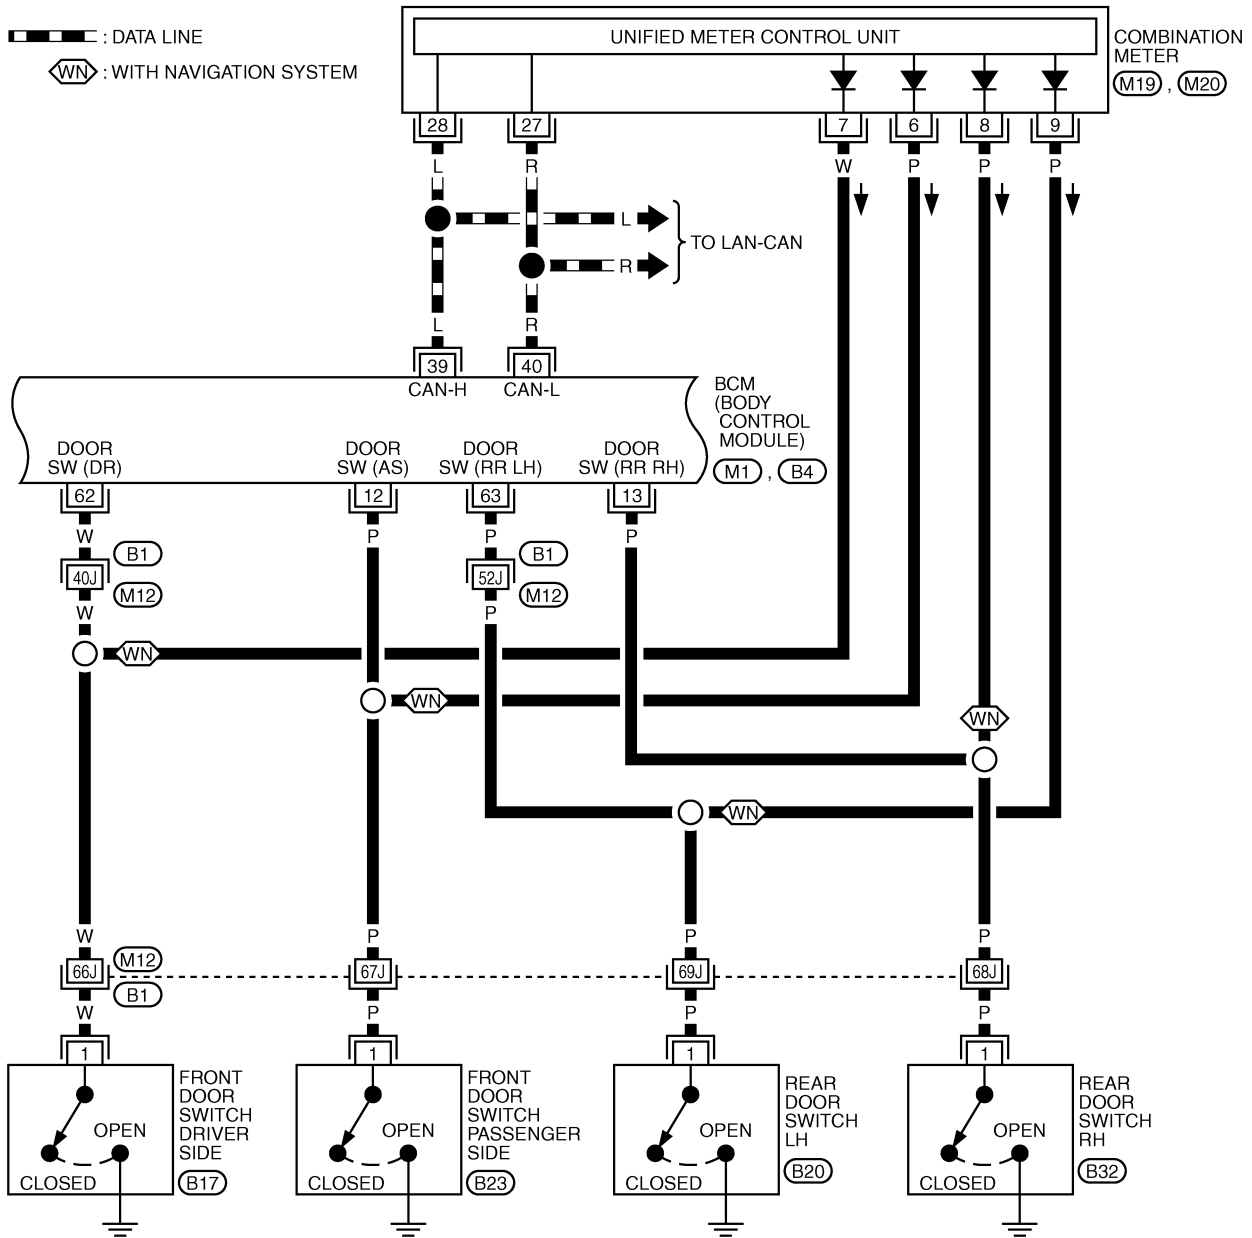 : DATA LINE
WN : WITH NAVIGATION SYSTEM
UNIFIED METER CONTROL UNIT
COMBINATION
METER
M19 , M20
28 27 7 6 8 9
L R W P P P
L
R
TO LAN-CAN
L R
39 40
CAN-H CAN-L
BCM
(BODY
CONTROL
MODULE)
M1 , B4
DOOR
SW (DR)
DOOR
SW (AS)
DOOR
SW (RR LH)
DOOR
SW (RR RH)
62 12 63 13
W P P P
B1 B1
40J 52J
M12 M12
W P
WN
WN
WN
WN
W P P P
M12
66J 67J 69J 68J
B1
W P P P
1 1 1 1
FRONT
DOOR
SWITCH
DRIVER
SIDE
B17
OPEN
CLOSED
FRONT
DOOR
SWITCH
PASSENGER
SIDE
B23
OPEN
CLOSED
REAR
DOOR
SWITCH
LH
B20
OPEN
CLOSED
REAR
DOOR
SWITCH
RH
B32
OPEN
CLOSED